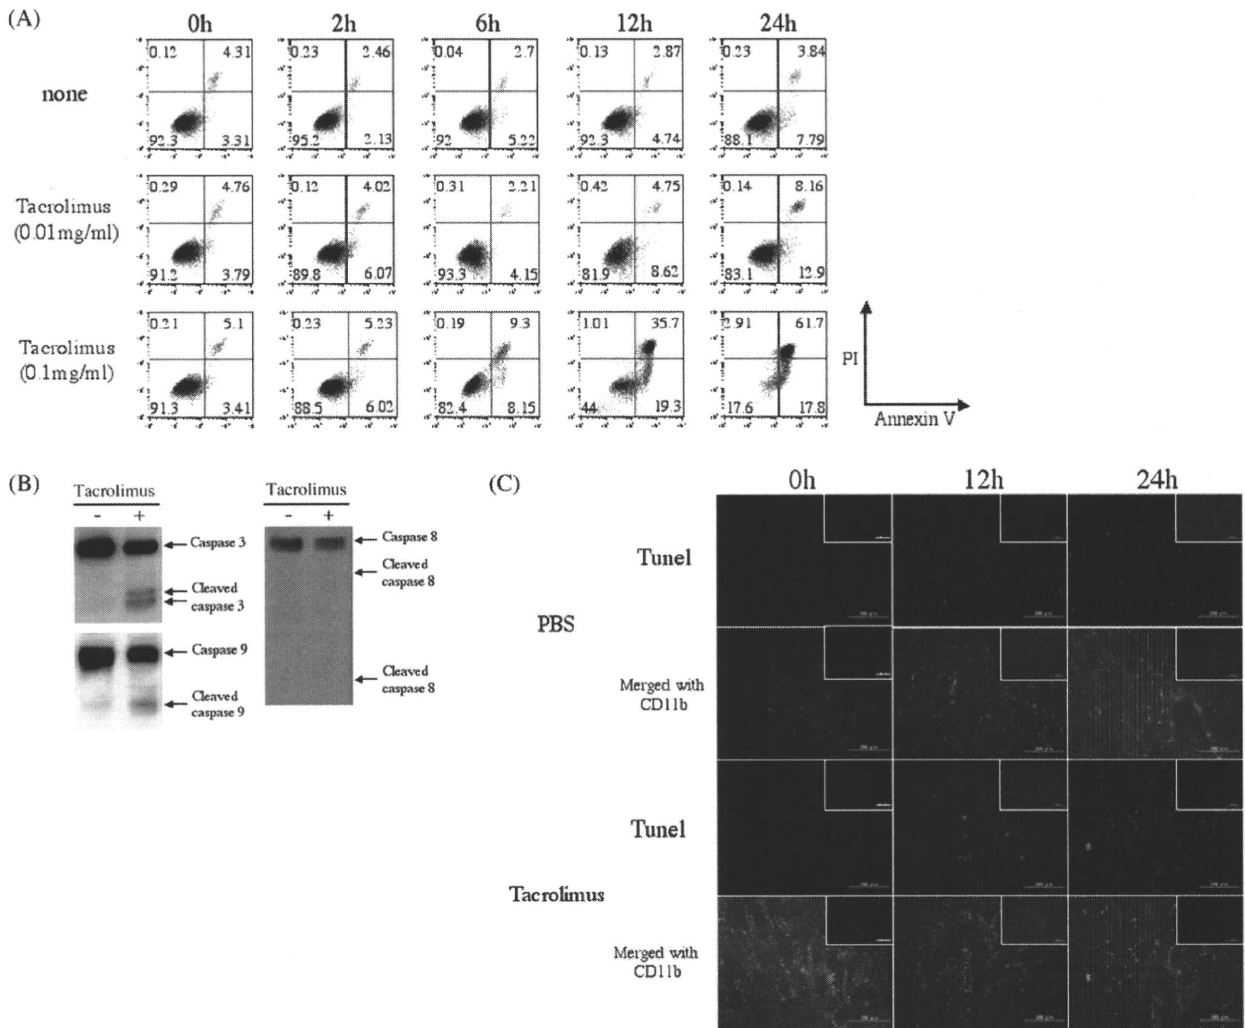 (A)
0h 2h 6h 12h 24h
none
0.12 4.31 0.23 2.46 0.04 2.7 0.13 2.87 0.23 3.84
92.3 3.31 95.2 2.13 92 5.22 92.3 4.74 88.1 7.79
Tacrolimus
(0.01mg/ml)
0.29 4.76 0.12 4.02 0.31 2.21 0.42 4.75 0.14 8.16
91.2 3.79 89.8 6.07 93.3 4.15 81.9 8.62 83.1 12.9
Tacrolimus
(0.1mg/ml)
0.21 5.1 0.23 5.23 0.19 9.3 1.01 35.7 2.91 61.7
91.3 3.41 88.5 6.02 82.4 8.15 44 19.3 17.6 17.8
PI
Annexin V
(B)
Tacrolimus
- +
Caspase 3
Cleaved
caspase 3
Caspase 9
Cleaved
caspase 9
Tacrolimus
- +
Caspase 8
Cleaved
caspase 8
Cleaved
caspase 8
(C)
0h 12h 24h
PBS
Tunel
Merged with
CD11b
Tacrolimus
Tunel
Merged with
CD11b